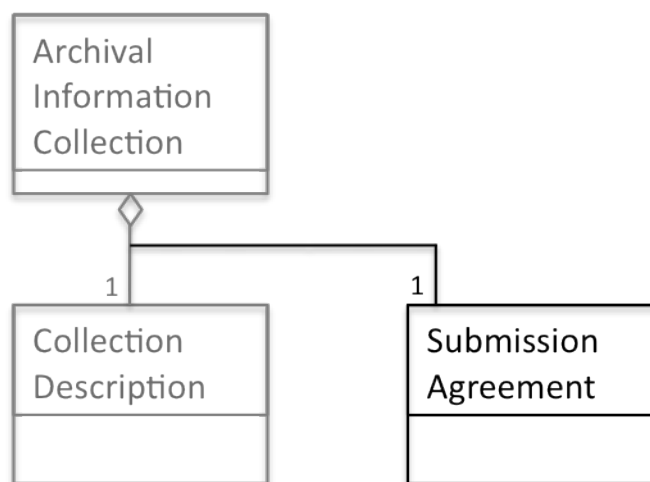 Archival
Information
Collection
1
1
Collection
Description
Submission
Agreement